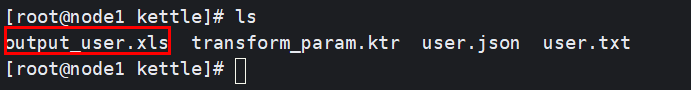 [root@node1 kettle]# ls
output_user.xls  transform_param.ktr  user.json  user.txt
[root@node1 kettle]#